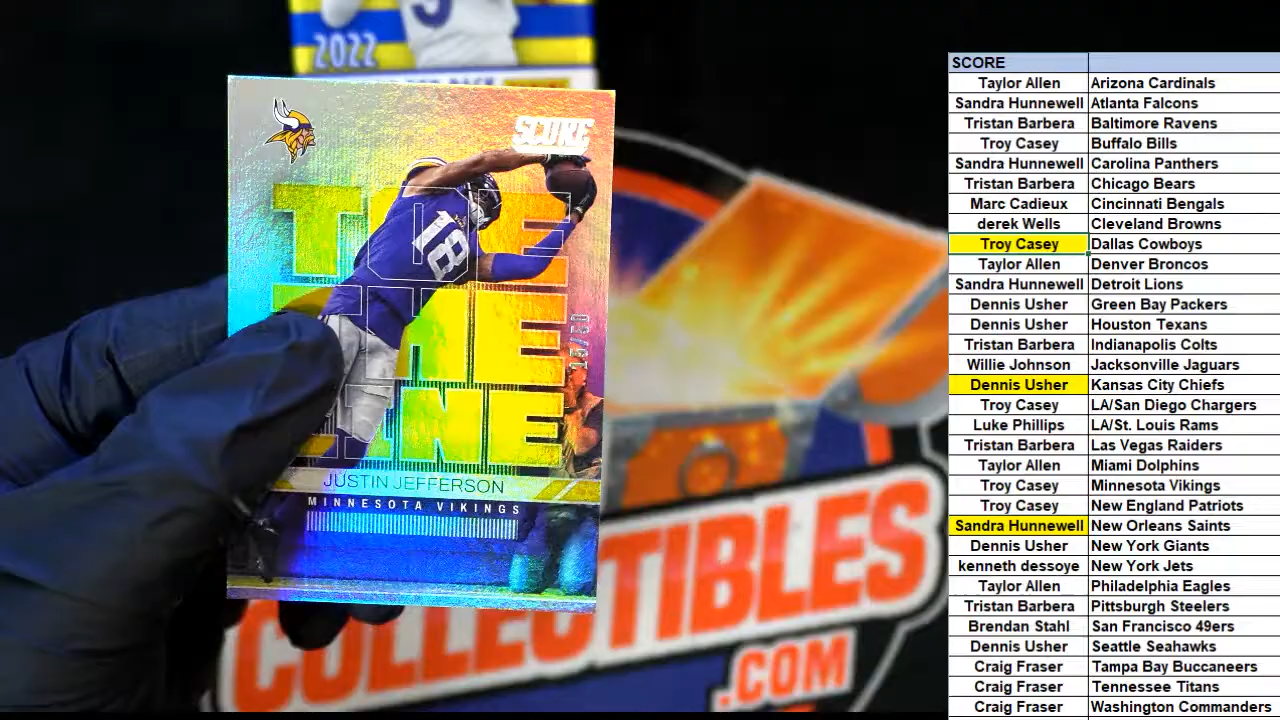 2022
SCORE
THE
FINE
LINE
JUSTIN JEFFERSON
MINNESOTA VIKINGS
18
COLLECTIBLES
.COM
SCORE
Taylor Allen Arizona Cardinals
Sandra Hunnewell Atlanta Falcons
Tristan Barbera Baltimore Ravens
Troy Casey Buffalo Bills
Sandra Hunnewell Carolina Panthers
Tristan Barbera Chicago Bears
Marc Cadieux Cincinnati Bengals
derek Wells Cleveland Browns
Troy Casey Dallas Cowboys
Taylor Allen Denver Broncos
Sandra Hunnewell Detroit Lions
Dennis Usher Green Bay Packers
Dennis Usher Houston Texans
Tristan Barbera Indianapolis Colts
Willie Johnson Jacksonville Jaguars
Dennis Usher Kansas City Chiefs
Troy Casey LA/San Diego Chargers
Luke Phillips LA/St. Louis Rams
Tristan Barbera Las Vegas Raiders
Taylor Allen Miami Dolphins
Troy Casey Minnesota Vikings
Troy Casey New England Patriots
Sandra Hunnewell New Orleans Saints
Dennis Usher New York Giants
kenneth dessoye New York Jets
Taylor Allen Philadelphia Eagles
Tristan Barbera Pittsburgh Steelers
Brendan Stahl San Francisco 49ers
Dennis Usher Seattle Seahawks
Craig Fraser Tampa Bay Buccaneers
Craig Fraser Tennessee Titans
Craig Fraser Washington Commanders